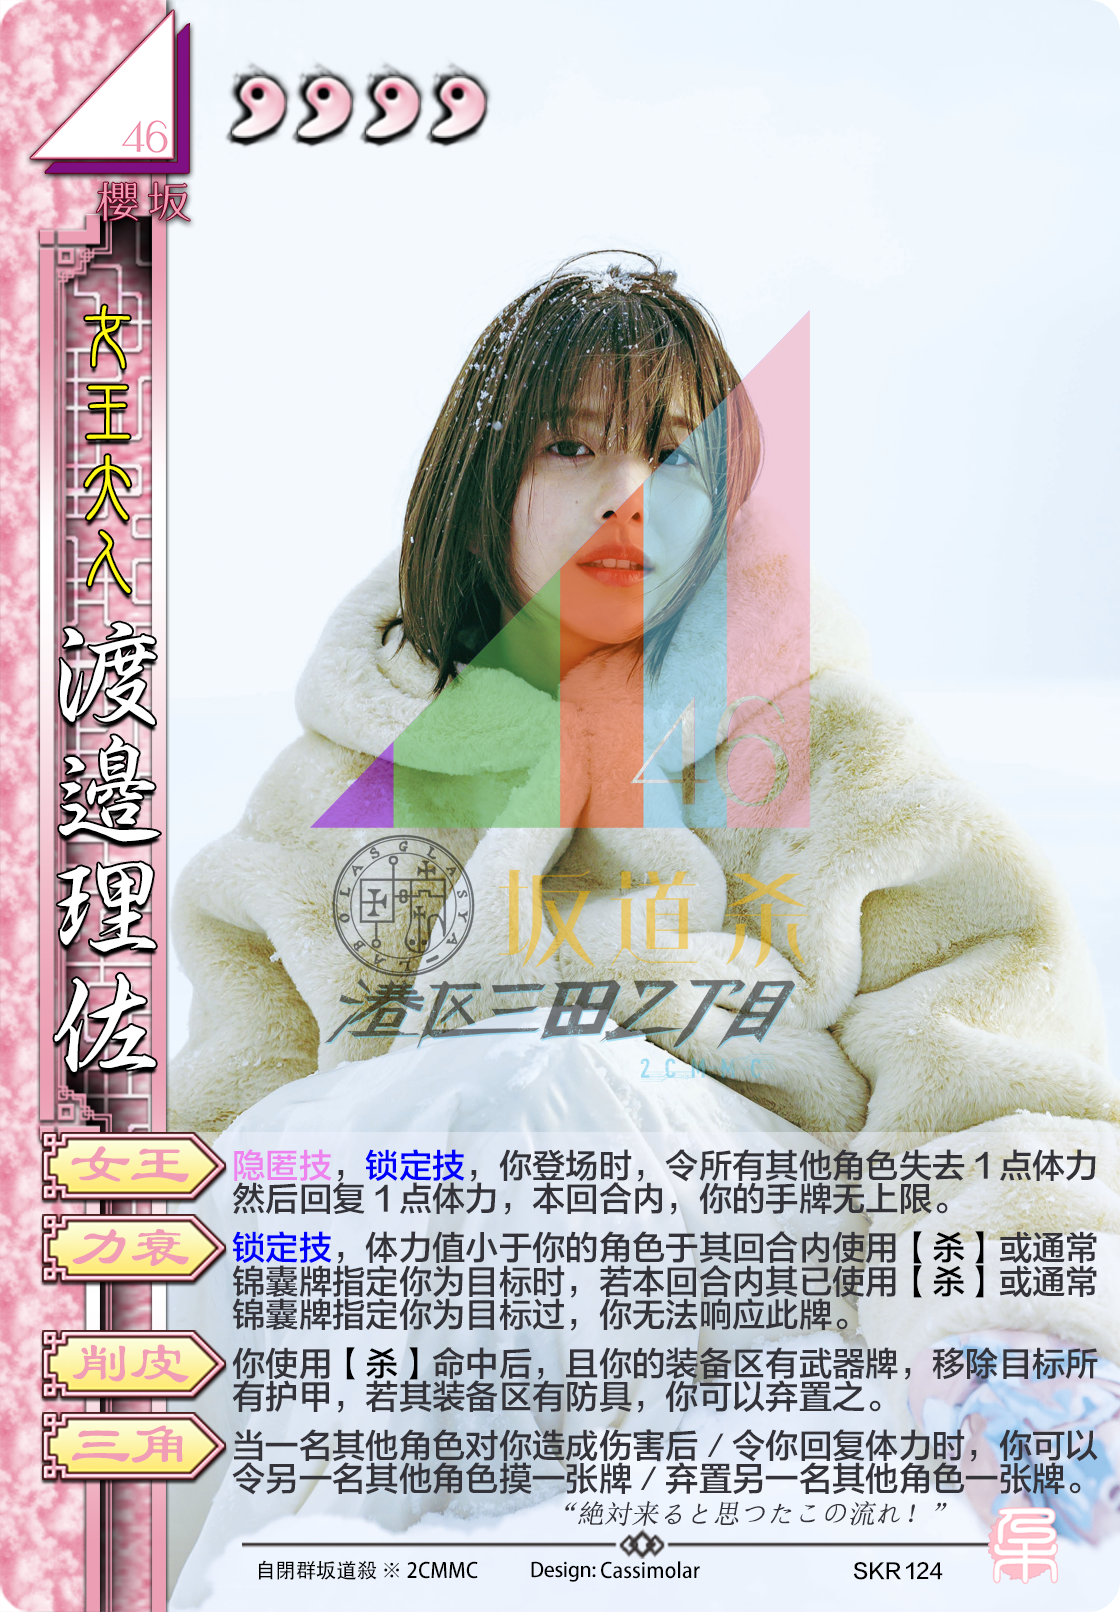 46
櫻坂
女王大人
渡邉理佐
GLASYA-LABOLAS
46
坂道杀
港区三田2丁目
2CMMC
女王
隐匿技，锁定技，你登场时，令所有其他角色失去1点体力
然后回复1点体力，本回合内，你的手牌无上限。
力衰
锁定技，体力值小于你的角色于其回合内使用【杀】或通常
锦囊牌指定你为目标时，若本回合内其已使用【杀】或通常
锦囊牌指定你为目标过，你无法响应此牌。
削皮
你使用【杀】命中后，且你的装备区有武器牌，移除目标所
有护甲，若其装备区有防具，你可以弃置之。
三角
当一名其他角色对你造成伤害后／令你回复体力时，你可以
令另一名其他角色摸一张牌／弃置另一名其他角色一张牌。
“絶対来ると思つたこの流れ！”
自閉群坂道殺 ※ 2CMMC
Design: Cassimolar
SKR124